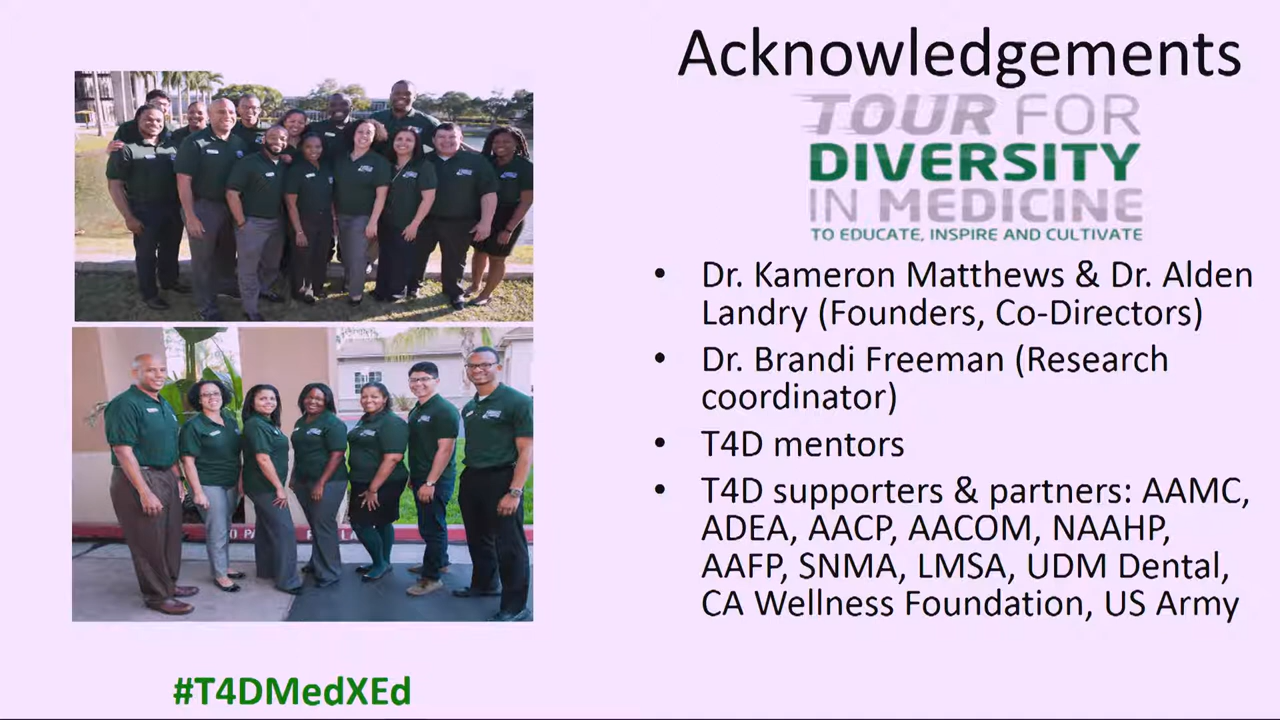 Acknowledgements
TOUR FOR
DIVERSITY
IN MEDICINE
TO EDUCATE, INSPIRE AND CULTIVATE
• Dr. Kameron Matthews & Dr. Alden
Landry (Founders, Co-Directors)
• Dr. Brandi Freeman (Research
coordinator)
• T4D mentors
• T4D supporters & partners: AAMC,
ADEA, AACP, AACOM, NAAHP,
AAFP, SNMA, LMSA, UDM Dental,
CA Wellness Foundation, US Army
#T4DMedXEd